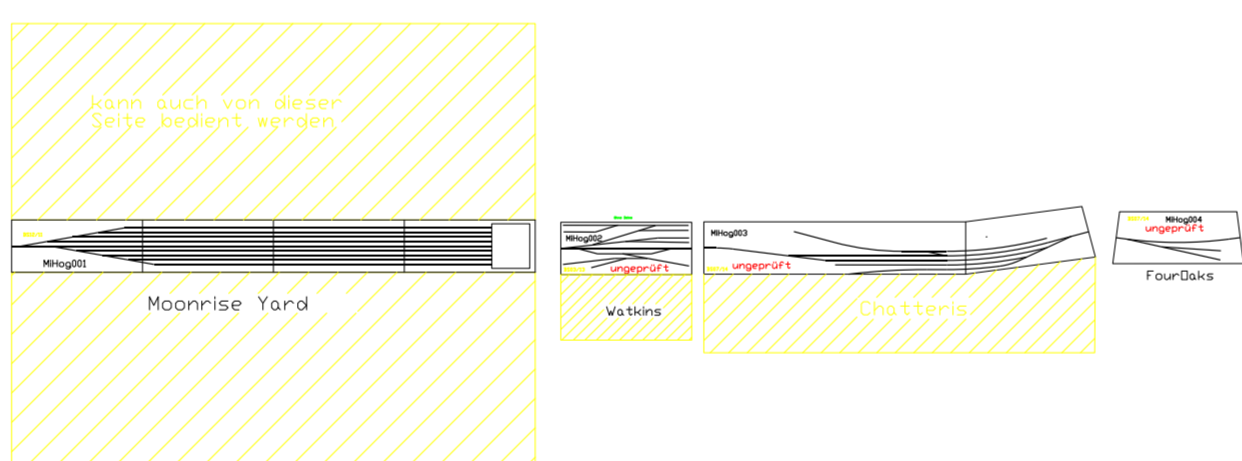 kann auch von dieser
Seite bedient werden
MiHog001
Moonrise Yard
MiHog002
ungeprüft
Watkins
MiHog003
ungeprüft
Chatteris
MiHog004
ungeprüft
Four▯aks